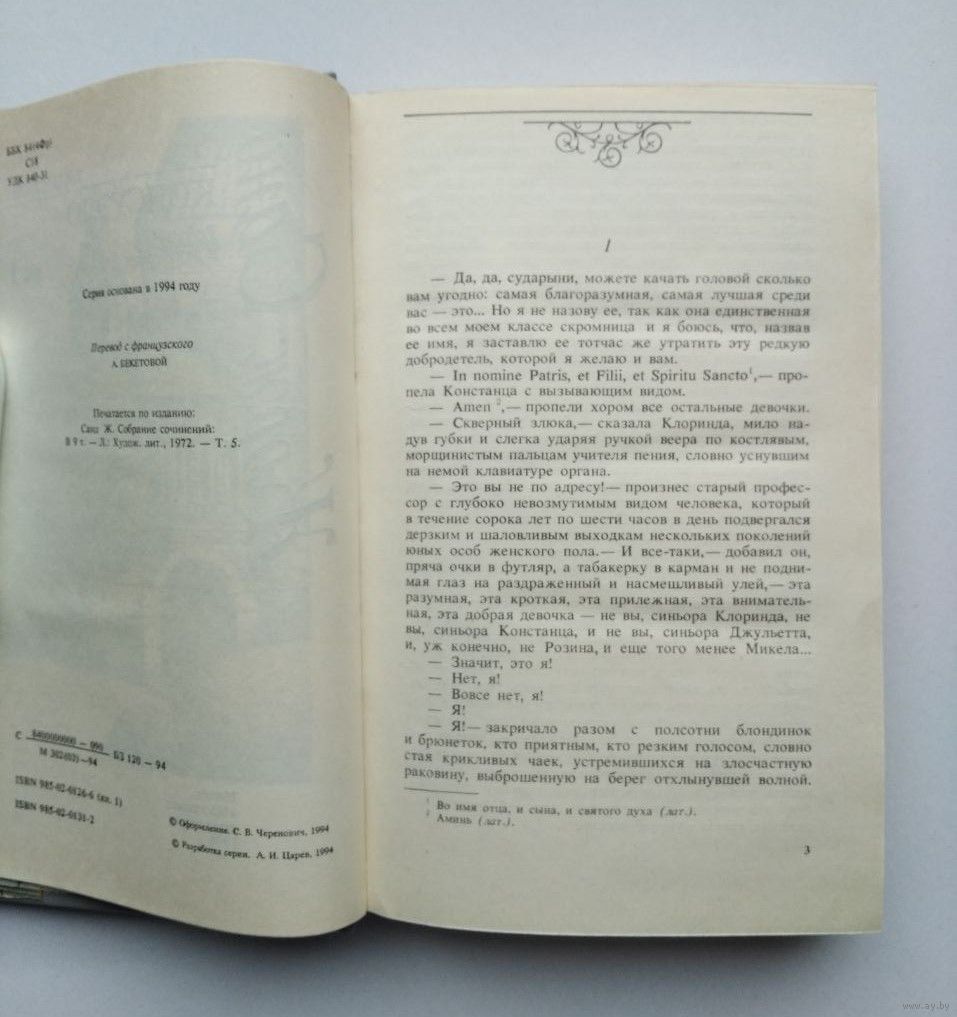 ББК 84(4Фр)
С18
УДК 840-31
Серия основана в 1994 году
Перевод с французского
А. БЕКЕТОВОЙ
Печатается по изданию:
Санд Ж. Собрание сочинений:
В 9 т. — Л.: Худож. лит., 1972. — Т. 5.
С 8400000000 — 090
М 302(03)—94
БЗ 120 — 94
ISBN 985-02-0126-6 (кн. 1)
ISBN 985-02-0131-2
© Оформление. С. В. Черенович, 1994
© Разработка серии. А. И. Царев, 1994
1
— Да, да, сударыни, можете качать головой сколько
вам угодно: самая благоразумная, самая лучшая среди
вас — это... Но я не назову ее, так как она единственная
во всем моем классе скромница и я боюсь, что, назвав
ее имя, я заставлю ее тотчас же утратить эту редкую
добродетель, которой я желаю и вам.
— In nomine Patris, et Filii, et Spiritu Sancto¹,— про-
пела Констанца с вызывающим видом.
— Amen ²,— пропели хором все остальные девочки.
— Скверный злюка,— сказала Клоринда, мило на-
дув губки и слегка ударяя ручкой веера по костлявым,
морщинистым пальцам учителя пения, словно уснувшим
на немой клавиатуре органа.
— Это вы не по адресу!— произнес старый профес-
сор с глубоко невозмутимым видом человека, который
в течение сорока лет по шести часов в день подвергался
дерзким и шаловливым выходкам нескольких поколений
юных особ женского пола.— И все-таки,— добавил он,
пряча очки в футляр, а табакерку в карман и не подни-
мая глаз на раздраженный и насмешливый улей,— эта
разумная, эта кроткая, эта прилежная, эта вниматель-
ная, эта добрая девочка — не вы, синьора Клоринда, не
вы, синьора Констанца, и не вы, синьора Джульетта,
и, уж конечно, не Розина, и еще того менее Микела...
— Значит, это я!
— Нет, я!
— Вовсе нет, я!
— Я!
— Я!— закричало разом с полсотни блондинок
и брюнеток, кто приятным, кто резким голосом, словно
стая крикливых чаек, устремившихся на злосчастную
раковину, выброшенную на берег отхлынувшей волной.
¹ Во имя отца, и сына, и святого духа (лат.).
² Аминь (лат.).
3
www.ay.by